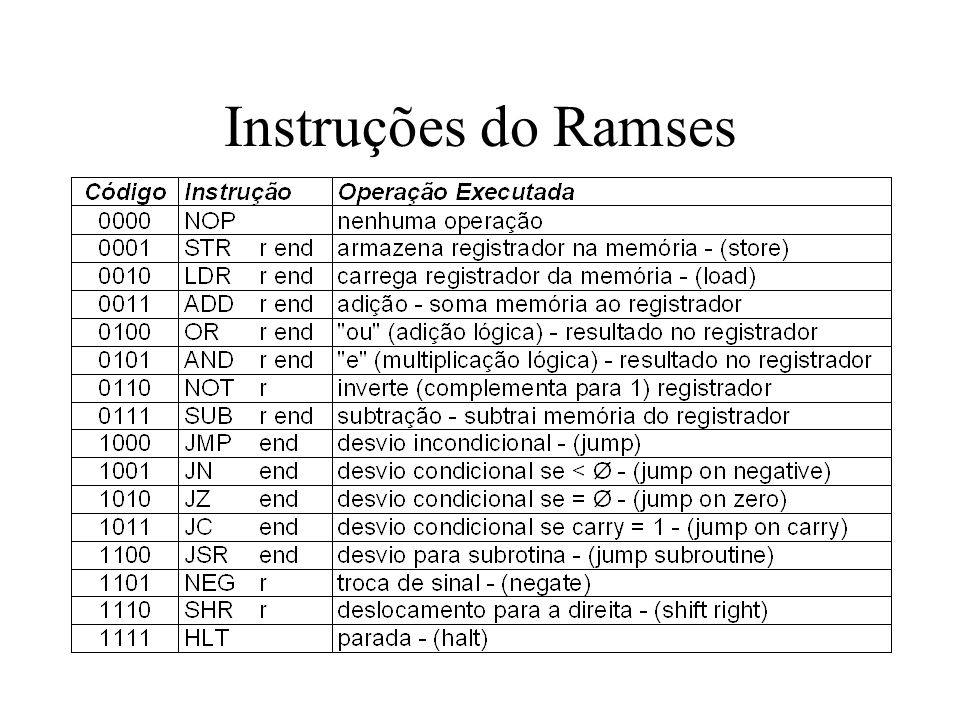 Instruções do Ramses
Código Instrução Operação Executada
0000 NOP nenhuma operação
0001 STR r end armazena registrador na memória - (store)
0010 LDR r end carrega registrador da memória - (load)
0011 ADD r end adição - soma memória ao registrador
0100 OR r end "ou" (adição lógica) - resultado no registrador
0101 AND r end "e" (multiplicação lógica) - resultado no registrador
0110 NOT r inverte (complementa para 1) registrador
0111 SUB r end subtração - subtrai memória do registrador
1000 JMP end desvio incondicional - (jump)
1001 JN end desvio condicional se < Ø - (jump on negative)
1010 JZ end desvio condicional se = Ø - (jump on zero)
1011 JC end desvio condicional se carry = 1 - (jump on carry)
1100 JSR end desvio para subrotina - (jump subroutine)
1101 NEG r troca de sinal - (negate)
1110 SHR r deslocamento para a direita - (shift right)
1111 HLT parada - (halt)